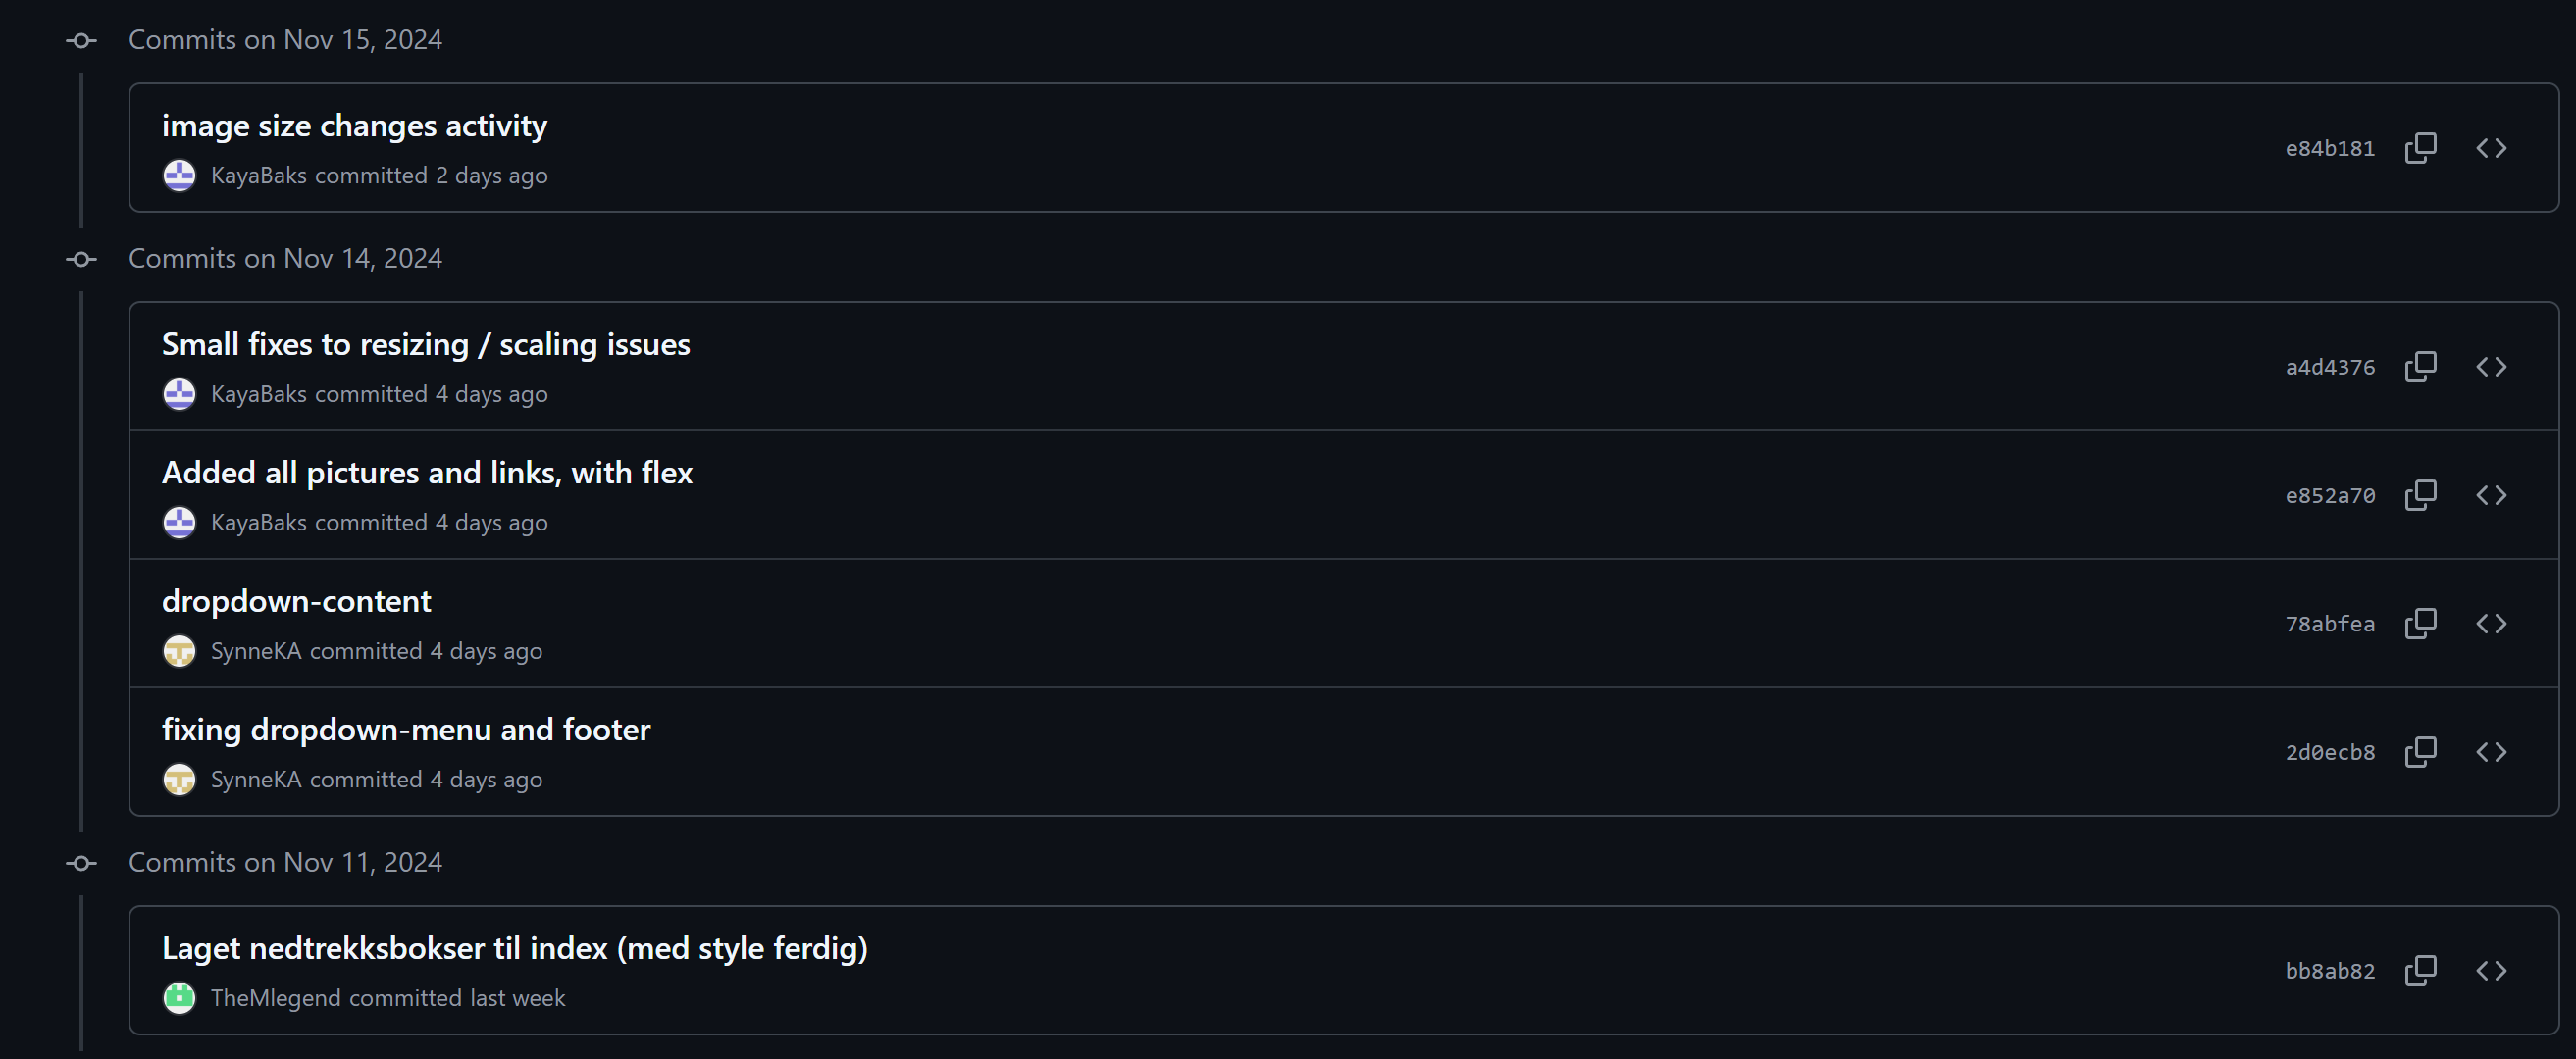 Commits on Nov 15, 2024
image size changes activity
e84b181
KayaBaks committed 2 days ago
Commits on Nov 14, 2024
Small fixes to resizing / scaling issues
a4d4376
KayaBaks committed 4 days ago
Added all pictures and links, with flex
e852a70
KayaBaks committed 4 days ago
dropdown-content
78abfea
SynneKA committed 4 days ago
fixing dropdown-menu and footer
2d0ecb8
SynneKA committed 4 days ago
Commits on Nov 11, 2024
Laget nedtrekksbokser til index (med style ferdig)
bb8ab82
TheMlegend committed last week